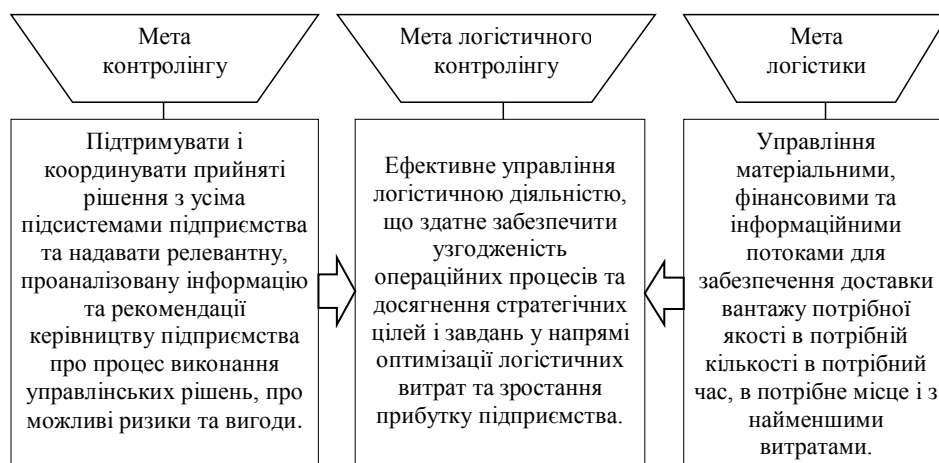 Мета
контролінгу
Мета логістичного
контролінгу
Мета
логістики
Підтримувати і
координувати прийняті
рішення з усіма
підсистемами підприємства
та надавати релевантну,
проаналізовану інформацію
та рекомендації
керівництву підприємства
про процес виконання
управлінських рішень, про
можливі ризики та вигоди.
Ефективне управління
логістичною діяльністю,
що здатне забезпечити
узгодженість
операційних процесів та
досягнення стратегічних
цілей і завдань у напрямі
оптимізації логістичних
витрат та зростання
прибутку підприємства.
Управління
матеріальними,
фінансовими та
інформаційними
потоками для
забезпечення доставки
вантажу потрібної
якості в потрібній
кількості в потрібний
час, в потрібне місце і з
найменшими
витратами.